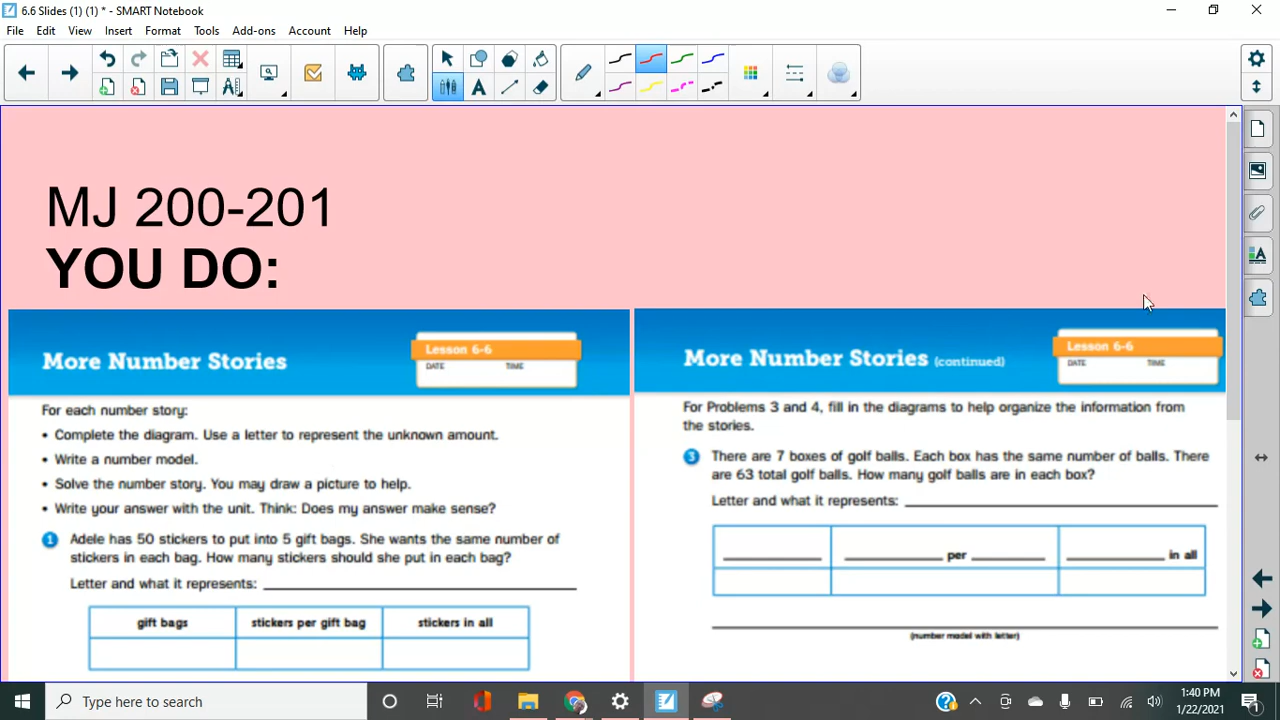 6.6 Slides (1) (1) * - SMART Notebook
File Edit View Insert Format Tools Add-ons Account Help
MJ 200-201
YOU DO:
More Number Stories
Lesson 6-6
DATE TIME
For each number story:
• Complete the diagram. Use a letter to represent the unknown amount.
• Write a number model.
• Solve the number story. You may draw a picture to help.
• Write your answer with the unit. Think: Does my answer make sense?
1 Adele has 50 stickers to put into 5 gift bags. She wants the same number of
stickers in each bag. How many stickers should she put in each bag?
Letter and what it represents:
gift bags stickers per gift bag stickers in all
More Number Stories (continued)
Lesson 6-6
DATE TIME
For Problems 3 and 4, fill in the diagrams to help organize the information from
the stories.
3 There are 7 boxes of golf balls. Each box has the same number of balls. There
are 63 total golf balls. How many golf balls are in each box?
Letter and what it represents:
per in all
(number model with letter)
Type here to search
1:40 PM
1/22/2021
1